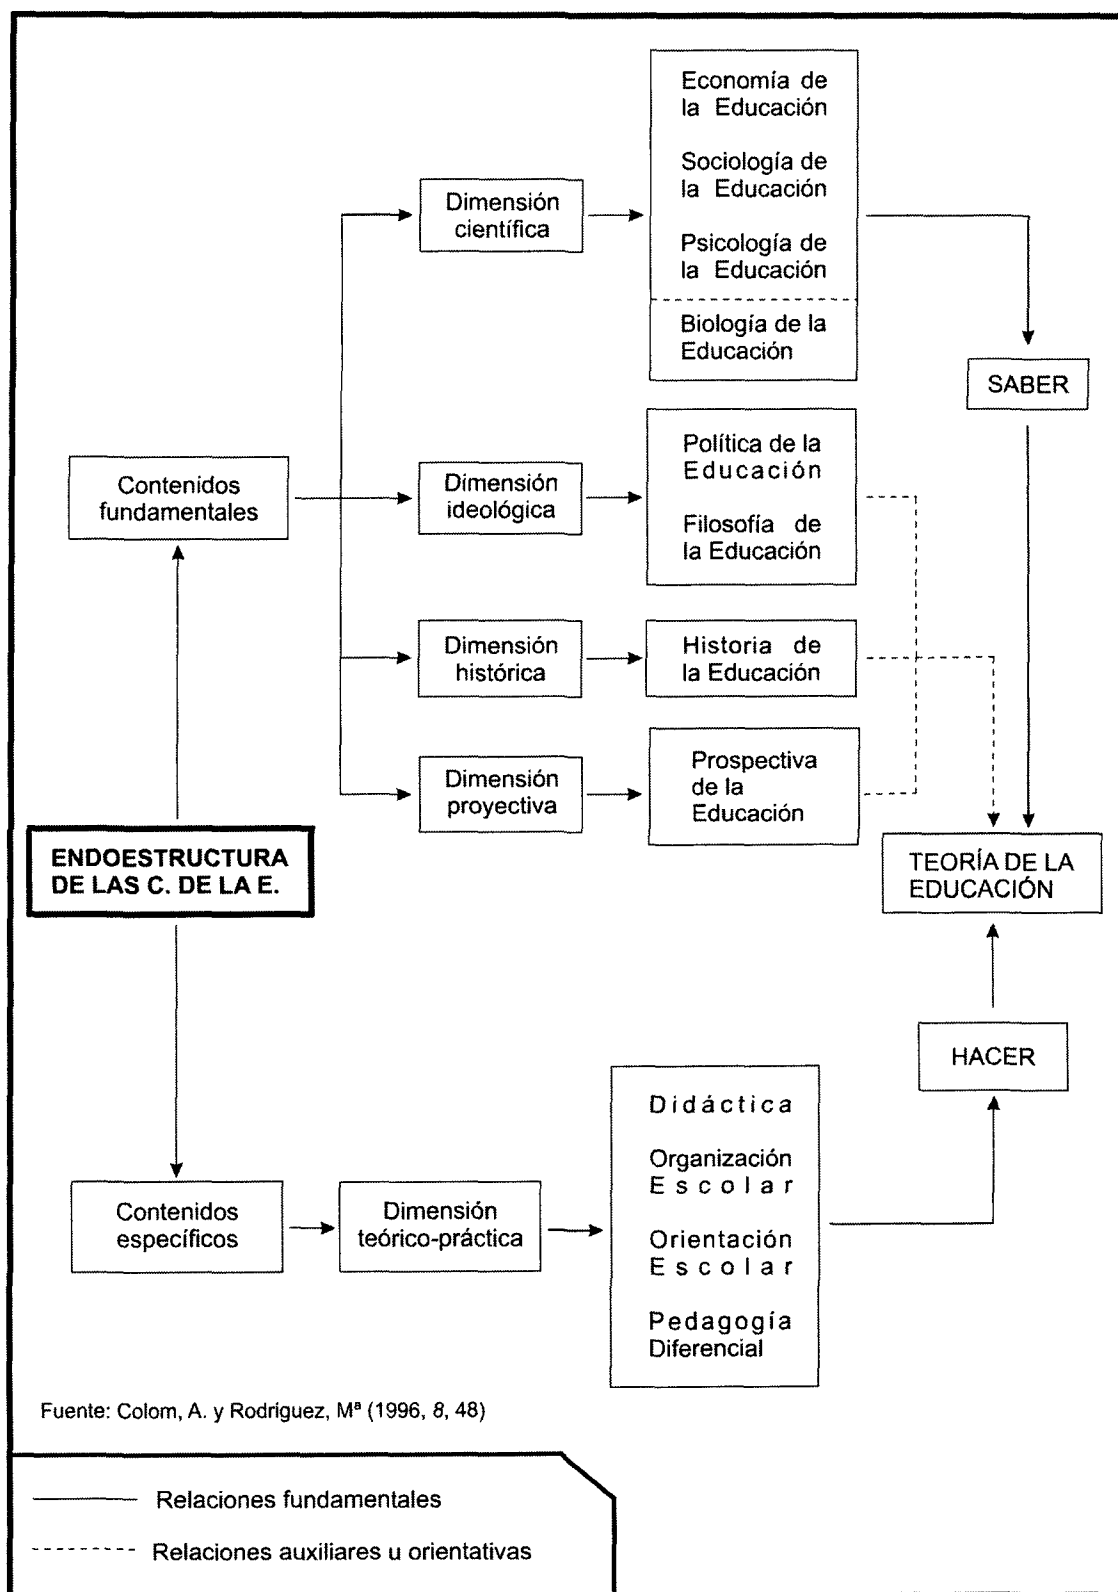 Economía de
la Educación
Sociología de
la Educación
Psicología de
la Educación
Biología de la
Educación
Dimensión
científica
SABER
Contenidos
fundamentales
Dimensión
ideológica
Política de la
Educación
Filosofía de
la Educación
Dimensión
histórica
Historia de
la Educación
Dimensión
proyectiva
Prospectiva
de la
Educación
ENDOESTRUCTURA
DE LAS C. DE LA E.
TEORÍA DE LA
EDUCACIÓN
HACER
Contenidos
específicos
Dimensión
teórico-práctica
Didáctica
Organización
Escolar
Orientación
Escolar
Pedagogía
Diferencial
Fuente: Colom, A. y Rodriguez, Mª (1996, 8, 48)
Relaciones fundamentales
Relaciones auxiliares u orientativas